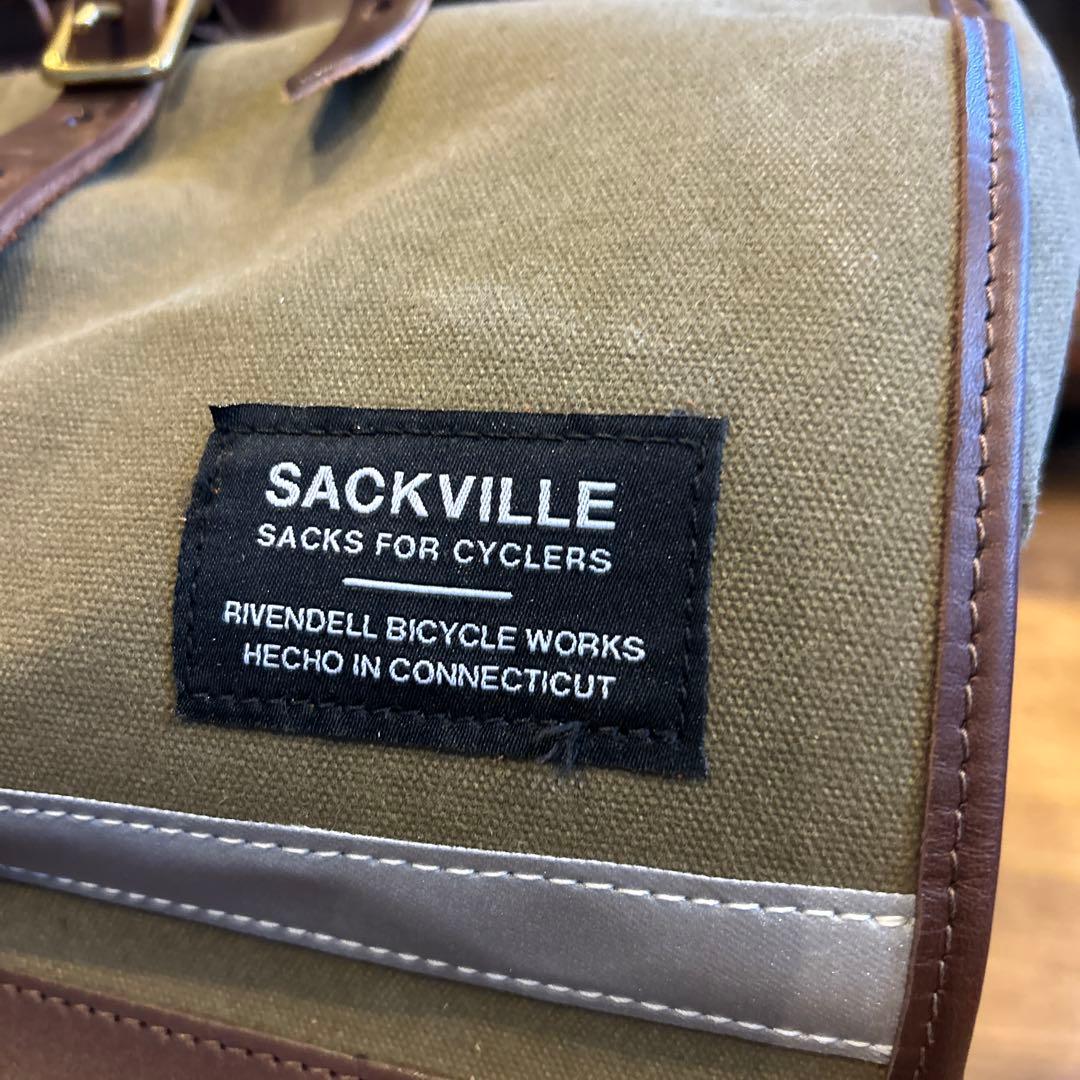 SACKVILLE
SACKS FOR CYCLERS
RIVENDELL BICYCLE WORKS
HECHO IN CONNECTICUT